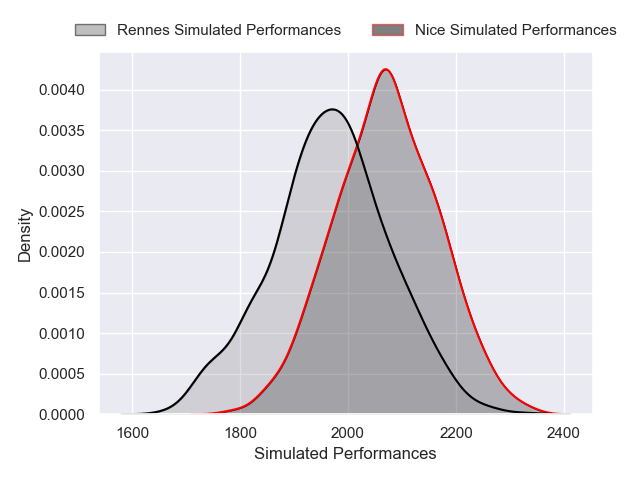 Rennes Simulated Performances Nice Simulated Performances
0.0040
0.0035
0.0030
0.0025
0.0020
0.0015
0.0010
0.0005
0.0000
Density
1600 1800 2000 2200 2400
Simulated Performances